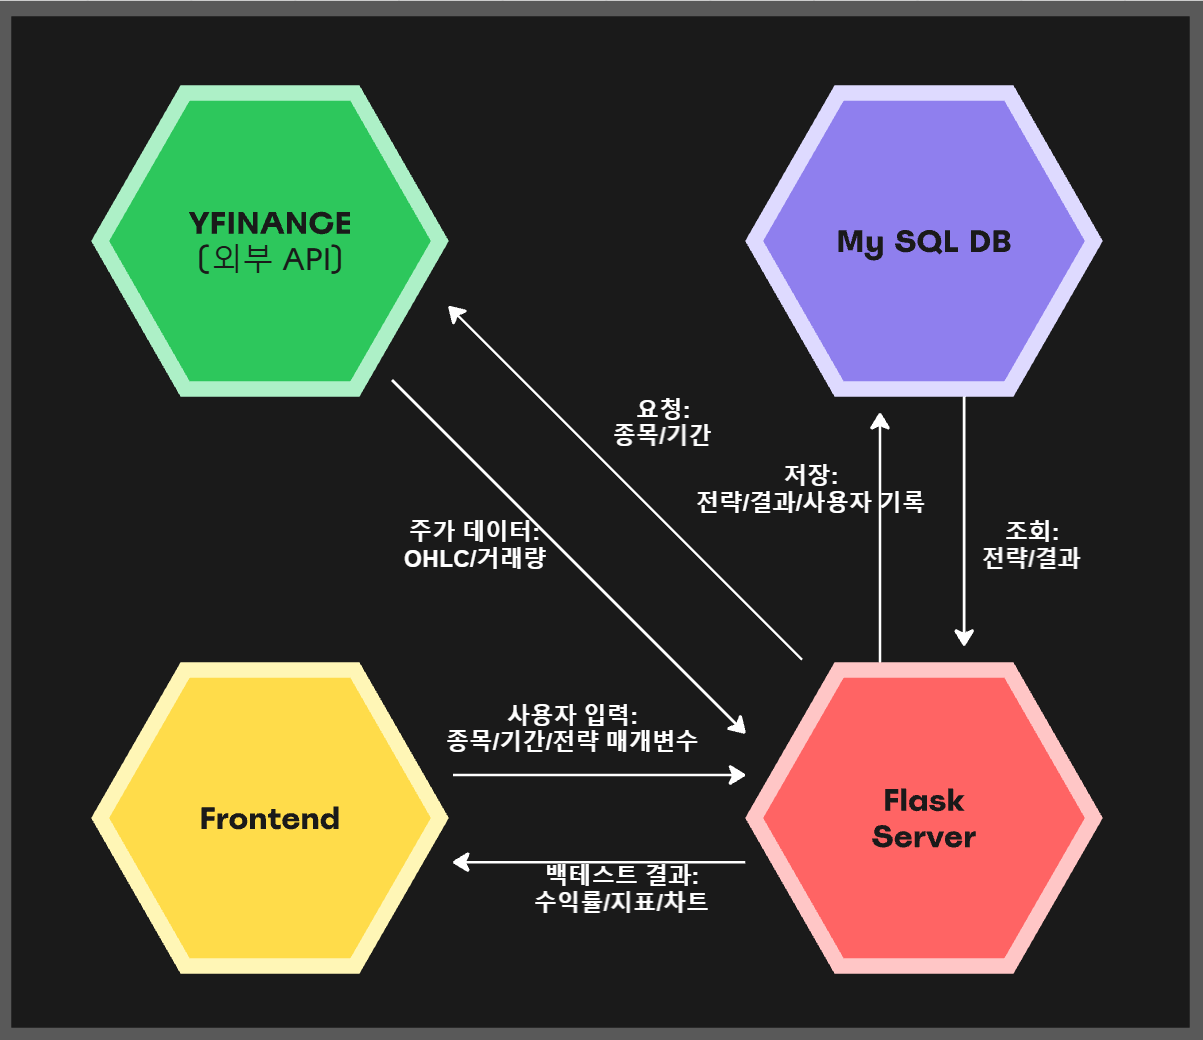 YFINANCE
(외부 API)
My SQL DB
요청:
종목/기간
저장:
전략/결과/사용자 기록
조회:
전략/결과
주가 데이터:
OHLC/거래량
사용자 입력:
종목/기간/전략 매개변수
Frontend
Flask
Server
백테스트 결과:
수익률/지표/차트